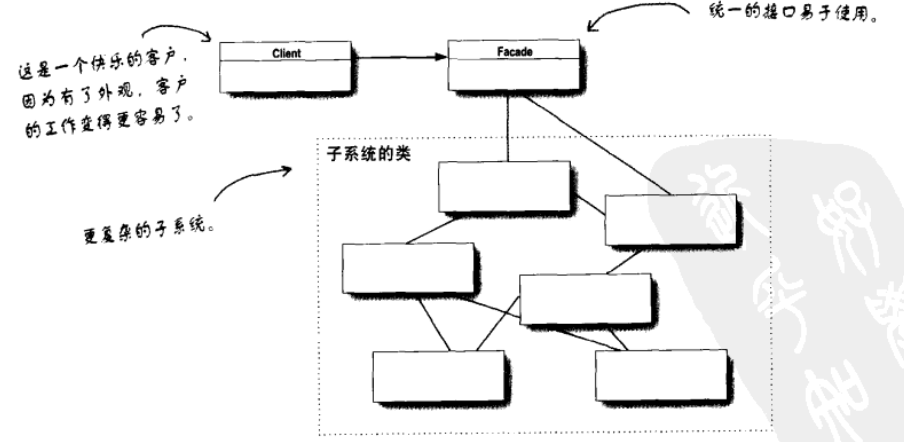 统一的接口易于使用。
Client
Facade
这是一个快乐的客户，
因为有了外观，客户
的工作变得更容易了。
子系统的类
更复杂的子系统。